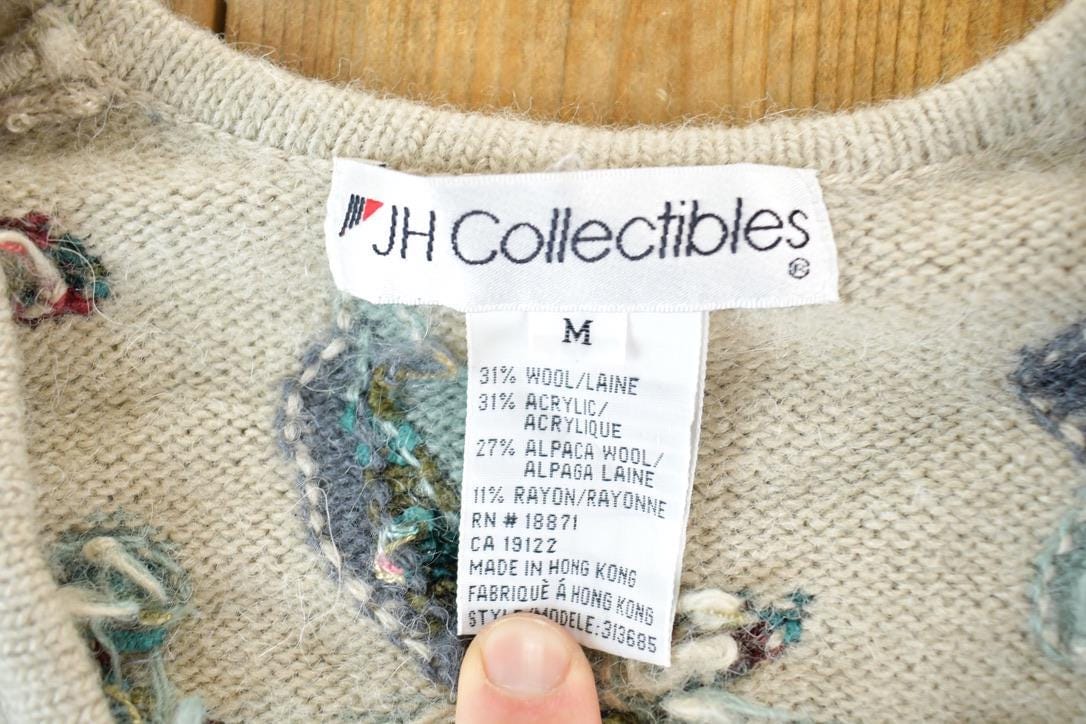 JH Collectibles
®
M
31% WOOL/LAINE
31% ACRYLIC/
ACRYLIQUE
27% ALPACA WOOL/
ALPAGA LAINE
11% RAYON/RAYONNE
RN # 18871
CA 19122
MADE IN HONG KONG
FABRIQUÈ Á HONG KONG
STYLE/MODELE:313685